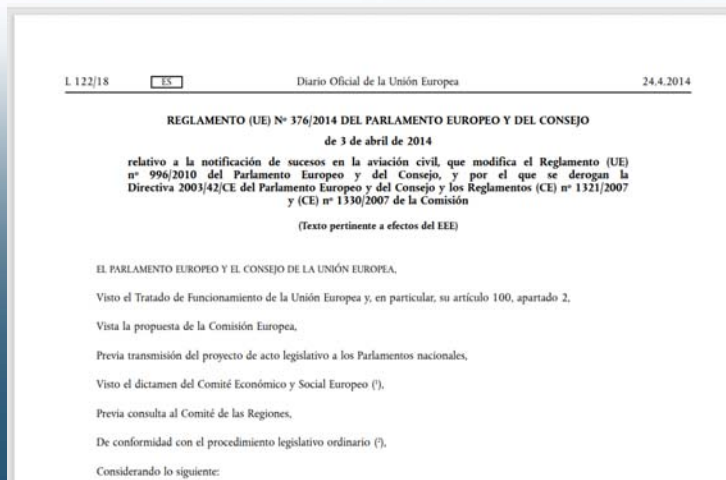 L 122/18 ES Diario Oficial de la Unión Europea 24.4.2014
REGLAMENTO (UE) Nº 376/2014 DEL PARLAMENTO EUROPEO Y DEL CONSEJO
de 3 de abril de 2014
relativo a la notificación de sucesos en la aviación civil, que modifica el Reglamento (UE)
nº 996/2010 del Parlamento Europeo y del Consejo, y por el que se derogan la
Directiva 2003/42/CE del Parlamento Europeo y del Consejo y los Reglamentos (CE) nº 1321/2007
y (CE) nº 1330/2007 de la Comisión
(Texto pertinente a efectos del EEE)
EL PARLAMENTO EUROPEO Y EL CONSEJO DE LA UNIÓN EUROPEA,
Visto el Tratado de Funcionamiento de la Unión Europea y, en particular, su artículo 100, apartado 2,
Vista la propuesta de la Comisión Europea,
Previa transmisión del proyecto de acto legislativo a los Parlamentos nacionales,
Visto el dictamen del Comité Económico y Social Europeo (¹),
Previa consulta al Comité de las Regiones,
De conformidad con el procedimiento legislativo ordinario (²),
Considerando lo siguiente: